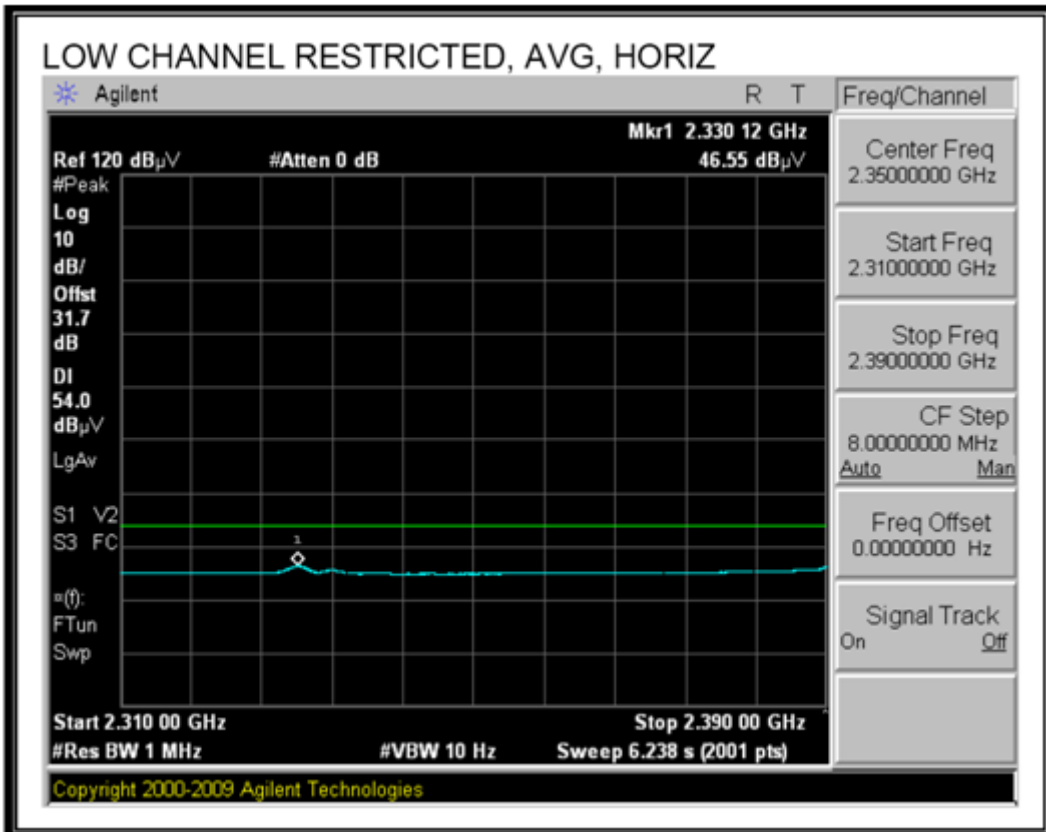 LOW CHANNEL RESTRICTED, AVG, HORIZ
Agilent R T
Freq/Channel
Mkr1 2.330 12 GHz
Ref 120 dBµV #Atten 0 dB 46.55 dBµV
#Peak
Log
10
dB/
Offst
31.7
dB
DI
54.0
dBµV
LgAv
S1 V2
S3 FC
¤(f):
FTun
Swp
1
Start 2.310 00 GHz Stop 2.390 00 GHz
#Res BW 1 MHz #VBW 10 Hz Sweep 6.238 s (2001 pts)
Copyright 2000-2009 Agilent Technologies
Center Freq
2.35000000 GHz
Start Freq
2.31000000 GHz
Stop Freq
2.39000000 GHz
CF Step
8.00000000 MHz
Auto Man
Freq Offset
0.00000000 Hz
Signal Track
On Off